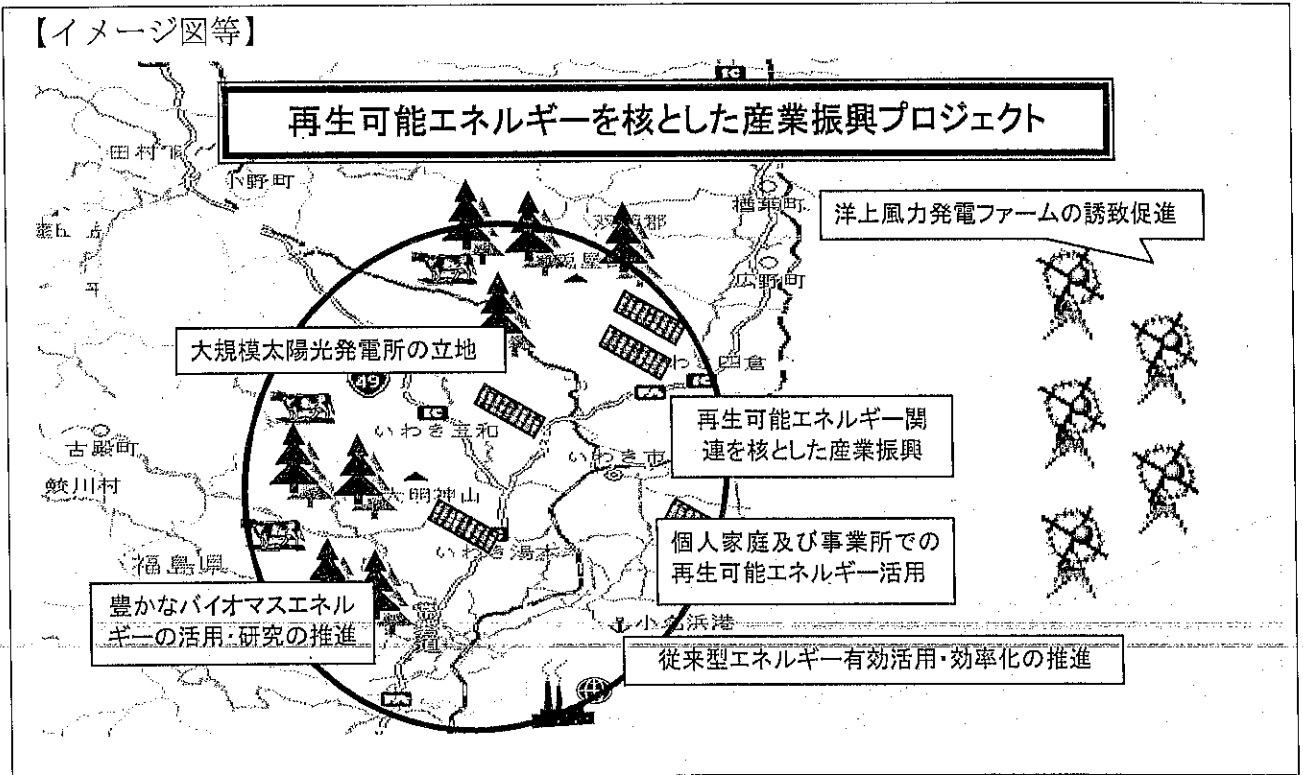 【イメージ図等】
再生可能エネルギーを核とした産業振興プロジェクト
田村
小野町
楢葉町
洋上風力発電ファームの誘致促進
広野町
大規模太陽光発電所の立地
49
わき四倉
再生可能エネルギー関
連を核とした産業振興
いわき三和
いわき市
古殿町
鮫川村
明神山
個人家庭及び事業所での
再生可能エネルギー活用
いわき湯本
福島県
豊かなバイオマスエネル
ギーの活用・研究の推進
小名浜港
従来型エネルギー有効活用・効率化の推進